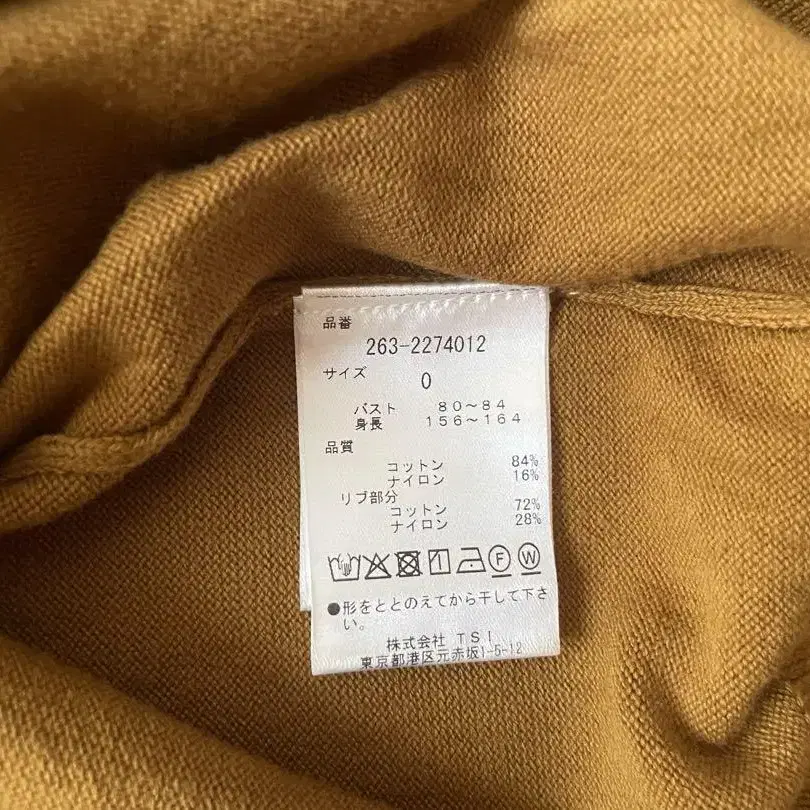 品番
263-2274012
サイズ
0
バスト 80～84
身長 156～164
品質
コットン 84%
ナイロン 16%
リブ部分
コットン 72%
ナイロン 28%
F W
●形をととのえてから干して下さ
い。
株式会社 TSI
東京都港区元赤坂1-5-12